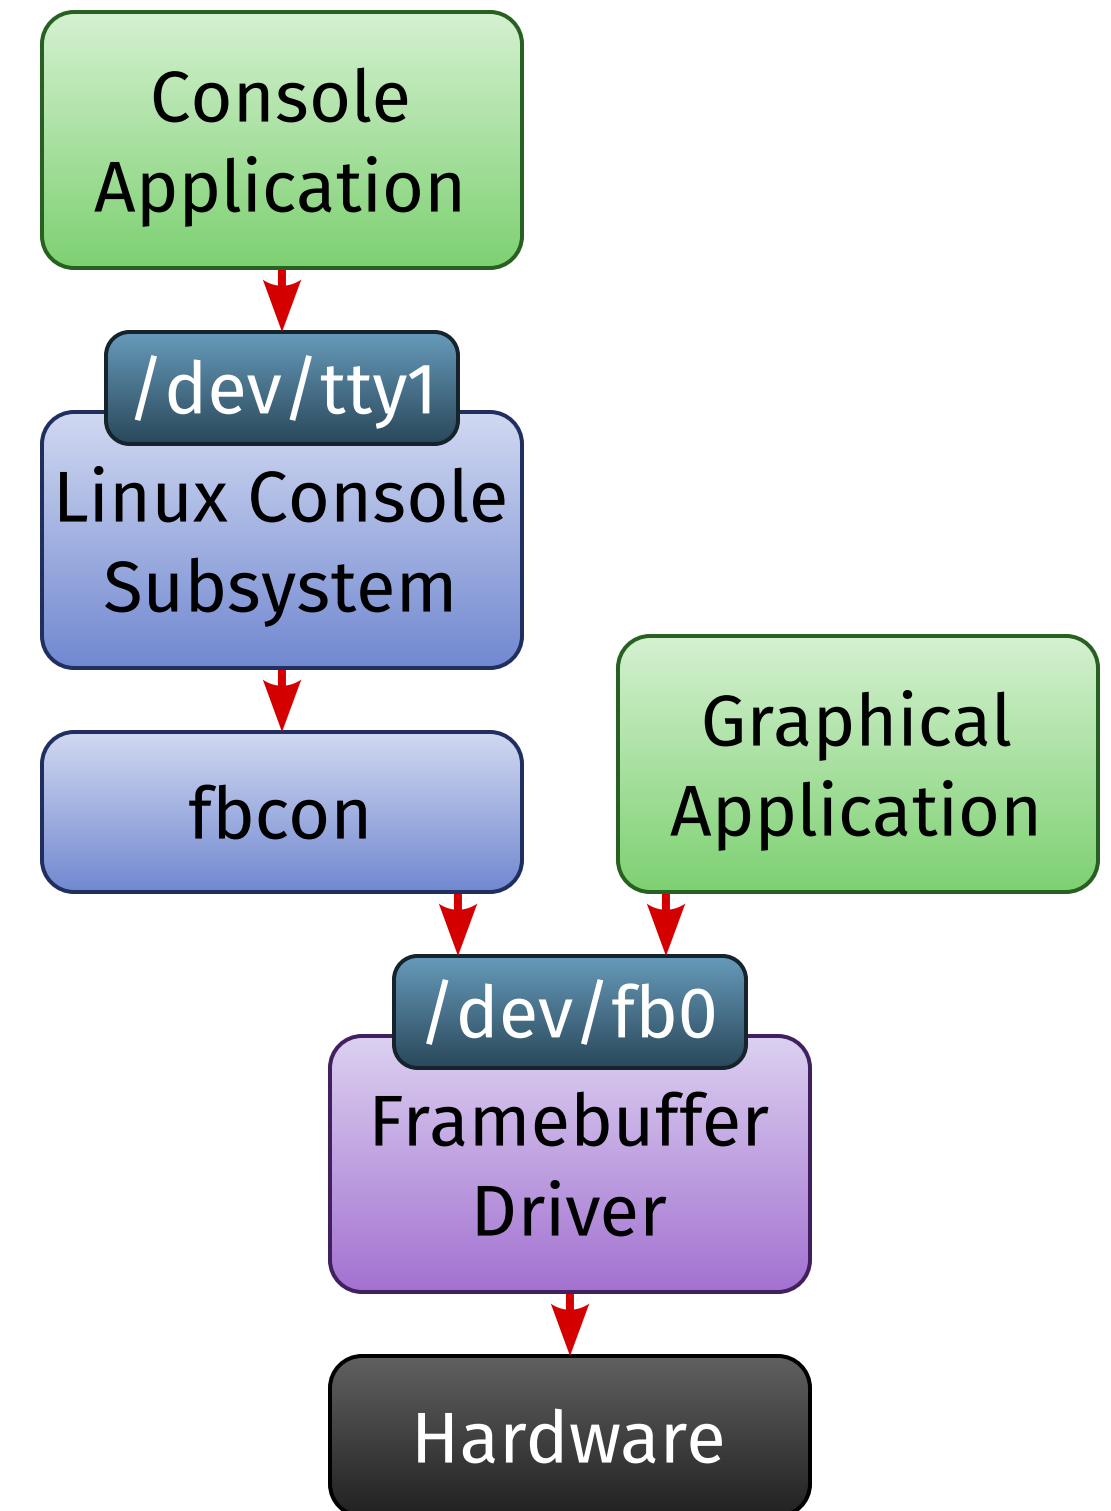 Console
Application
/dev/tty1
Linux Console
Subsystem
fbcon
Graphical
Application
/dev/fb0
Framebuffer
Driver
Hardware